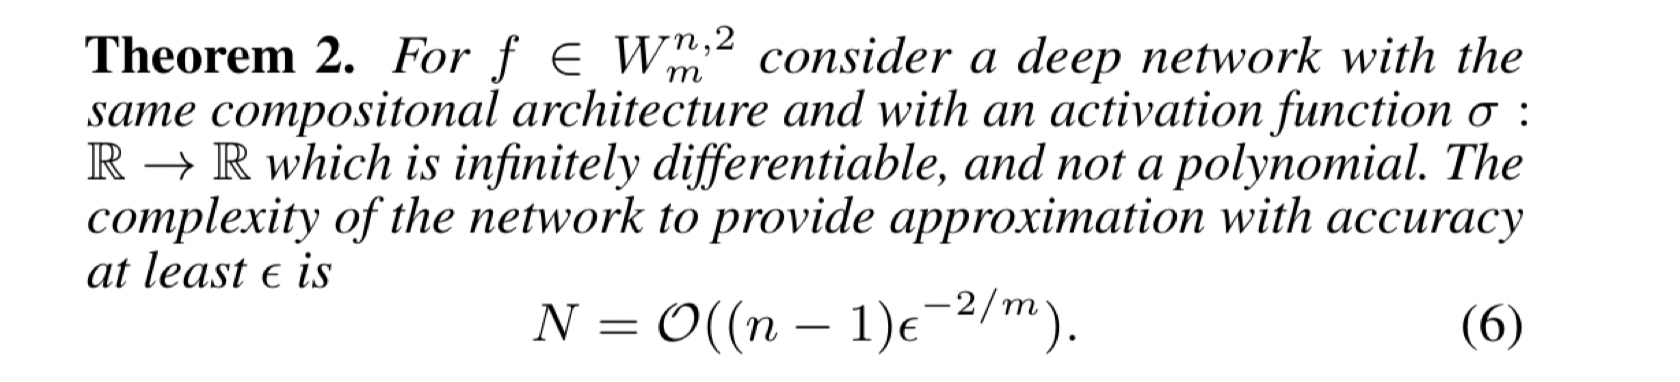 Theorem 2. For f ∈ W_m^{n,2} consider a deep network with the
same compositonal architecture and with an activation function σ :
ℝ → ℝ which is infinitely differentiable, and not a polynomial. The
complexity of the network to provide approximation with accuracy
at least ϵ is
N = 𝒪((n − 1)ϵ^{−2/m}). (6)